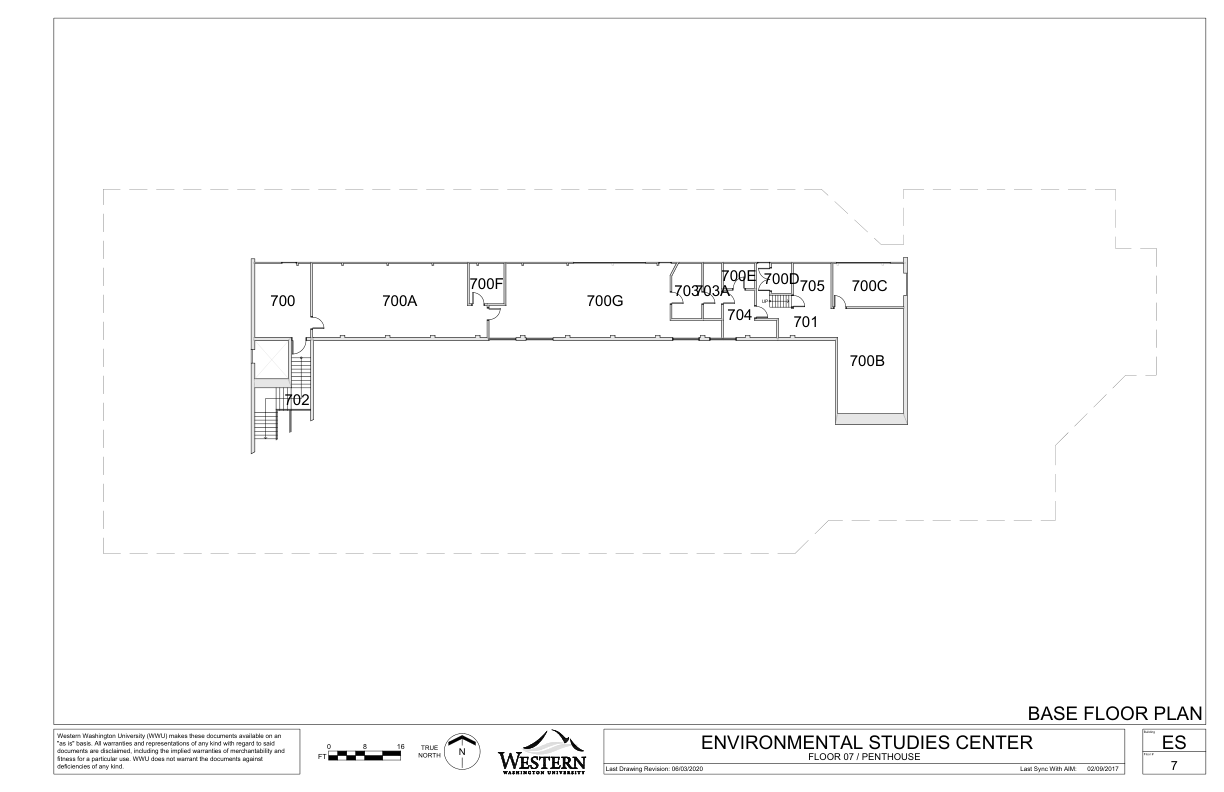 700
700A
700F
700G
703
703A
700E
700D
705
700C
UP
704
701
700B
702
BASE FLOOR PLAN
Western Washington University (WWU) makes these documents available on an
"as is" basis. All warranties and representations of any kind with regard to said
documents are disclaimed, including the implied warranties of merchantability and
fitness for a particular use. WWU does not warrant the documents against
deficiencies of any kind.
0 8 16
FT
TRUE
NORTH
N
WESTERN
WASHINGTON UNIVERSITY
ENVIRONMENTAL STUDIES CENTER
FLOOR 07 / PENTHOUSE
Last Drawing Revision: 06/03/2020
Last Sync With AIM: 02/09/2017
Building
ES
7